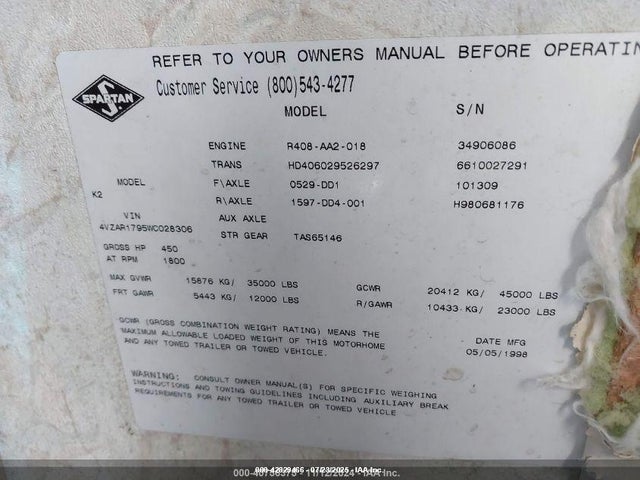 REFER TO YOUR OWNERS MANUAL BEFORE OPERATIN
SPARTAN
Customer Service (800)543-4277
MODEL S/N
ENGINE R408-AA2-018 34906086
TRANS HD406029526297 6610027291
MODEL F\AXLE 0529-DD1 101309
K2 R\AXLE 1597-DD4-001 H980681176
VIN AUX AXLE
4VZAR1795WC028306 STR GEAR TAS65146
GROSS HP 450
AT RPM 1800
MAX GVWR 15876 KG/ 35000 LBS GCWR 20412 KG/ 45000 LBS
FRT GAWR 5443 KG/ 12000 LBS R/GAWR 10433 KG/ 23000 LBS
GCWR (GROSS COMBINATION WEIGHT RATING) MEANS THE
MAXIMUM ALLOWABLE LOADED WEIGHT OF THIS MOTORHOME
AND ANY TOWED TRAILER OR TOWED VEHICLE.
DATE MFG
05/05/1998
WARNING: CONSULT OWNER MANUAL(S) FOR SPECIFIC WEIGHING
INSTRUCTIONS AND TOWING GUIDELINES INCLUDING AUXILIARY BREAK
REQUIREMENTS FOR ANY TOWED TRAILER OR TOWED VEHICLE